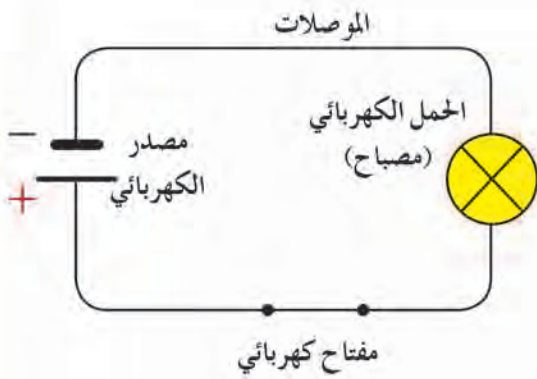 الموصلات
الحمل الكهربائي
(مصباح)
−
مصدر
الكهربائي
+
مفتاح كهربائي